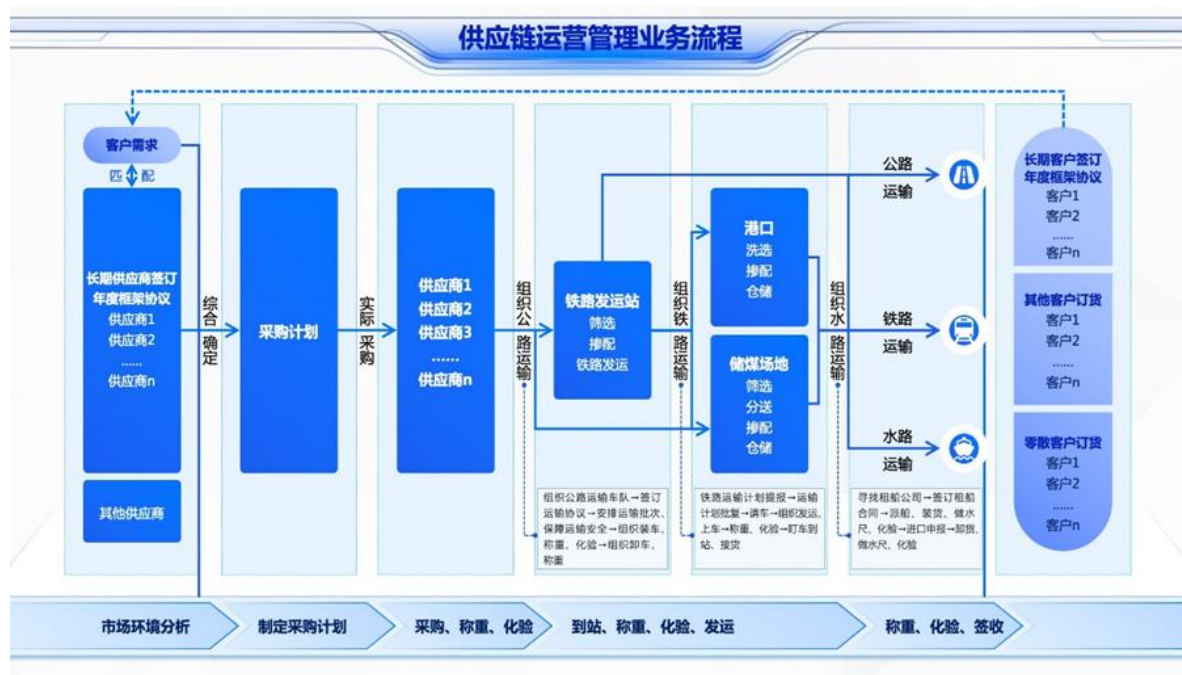 供应链运营管理业务流程
客户需求
匹 配
长期供应商签订
年度框架协议
供应商1
供应商2
……
供应商n
其他供应商
综合
确定
采购计划
实际
采购
供应商1
供应商2
供应商3
……
供应商n
组织公
路运输
铁路发运站
筛选
掺配
铁路发运
组织铁
路运输
港口
洗选
掺配
仓储
储煤场地
筛选
分送
掺配
仓储
组织水
路运输
公路
运输
铁路
运输
水路
运输
长期客户签订
年度框架协议
客户1
客户2
……
客户n
其他客户订货
客户1
客户2
……
客户n
零散客户订货
客户1
客户2
……
客户n
组织公路运输车队→签订
运输协议→安排运输批次、
保障运输安全→组织装车、
称重、化验→组织卸车、
称重
铁路运输计划提报→运输
计划批复→请车→组织发运、
上车→称重、化验→盯车到
站、接货
寻找租船公司→签订租船
合同→派船、装货、做水
尺、化验→进口申报→卸货、
做水尺、化验
市场环境分析
制定采购计划
采购、称重、化验
到站、称重、化验、发运
称重、化验、签收